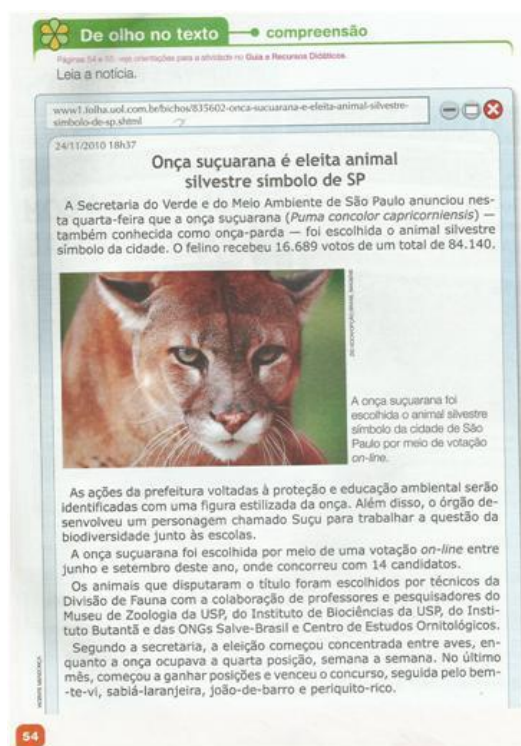 De olho no texto
compreensão
Páginas 54 e 55: veja orientações para a atividade no Guia e Recursos Didáticos.
Leia a notícia.
www1.folha.uol.com.br/bichos/835602-onca-sucuarana-e-eleita-animal-silvestre-
simbolo-de-sp.shtml
24/11/2010 18h37
Onça suçuarana é eleita animal
silvestre símbolo de SP
A Secretaria do Verde e do Meio Ambiente de São Paulo anunciou nes-
ta quarta-feira que a onça suçuarana (Puma concolor capricorniensis) —
também conhecida como onça-parda — foi escolhida o animal silvestre
símbolo da cidade. O felino recebeu 16.689 votos de um total de 84.140.
A onça suçuarana foi
escolhida o animal silvestre
símbolo da cidade de São
Paulo por meio de votação
on-line.
As ações da prefeitura voltadas à proteção e educação ambiental serão
identificadas com uma figura estilizada da onça. Além disso, o órgão de-
senvolveu um personagem chamado Suçu para trabalhar a questão da
biodiversidade junto às escolas.
A onça suçuarana foi escolhida por meio de uma votação on-line entre
junho e setembro deste ano, onde concorreu com 14 candidatos.
Os animais que disputaram o título foram escolhidos por técnicos da
Divisão de Fauna com a colaboração de professores e pesquisadores do
Museu de Zoologia da USP, do Instituto de Biociências da USP, do Insti-
tuto Butantã e das ONGs Salve-Brasil e Centro de Estudos Ornitológicos.
Segundo a secretaria, a eleição começou concentrada entre aves, en-
quanto a onça ocupava a quarta posição, semana a semana. No último
mês, começou a ganhar posições e venceu o concurso, seguida pelo bem-
-te-vi, sabiá-laranjeira, joão-de-barro e periquito-rico.
54